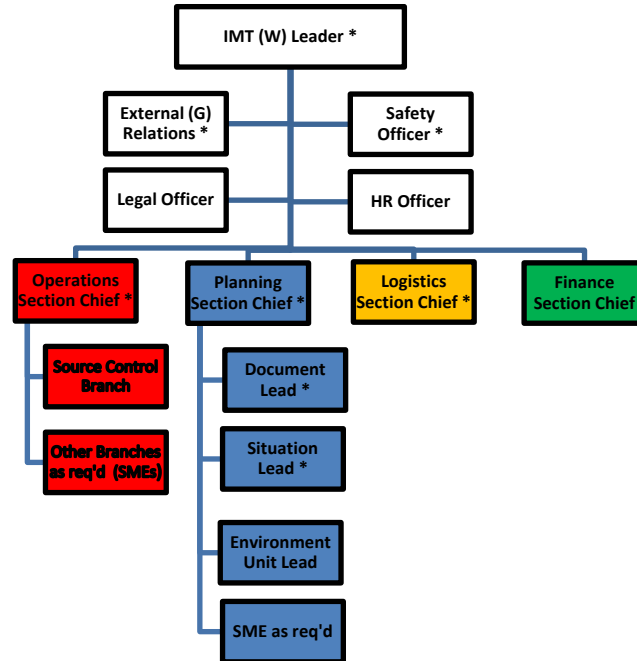 IMT (W) Leader *
External (G)
Relations *
Safety
Officer *
Legal Officer
HR Officer
Operations
Section Chief *
Planning
Section Chief *
Logistics
Section Chief *
Finance
Section Chief
Source Control
Branch
Other Branches
as req'd (SMEs)
Document
Lead *
Situation
Lead *
Environment
Unit Lead
SME as req'd